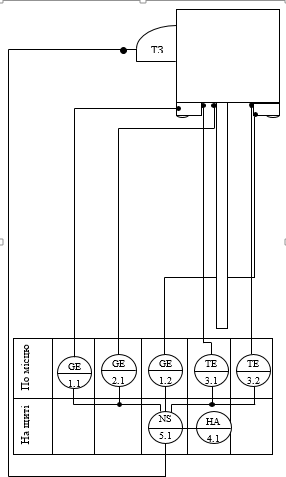 ТЗ
По місцю
GE
1.1
GE
2.1
GE
1.2
TE
3.1
TE
3.2
На щиті
NS
5.1
HA
4.1